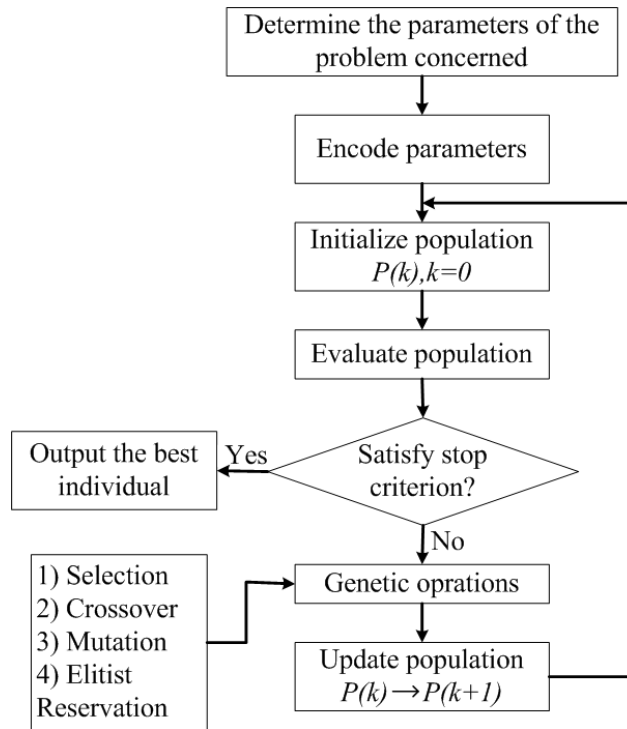 Determine the parameters of the
problem concerned
Encode parameters
Initialize population
P(k),k=0
Evaluate population
Satisfy stop
criterion?
Yes
Output the best
individual
No
Genetic oprations
1) Selection
2) Crossover
3) Mutation
4) Elitist
Reservation
Update population
P(k)→P(k+1)